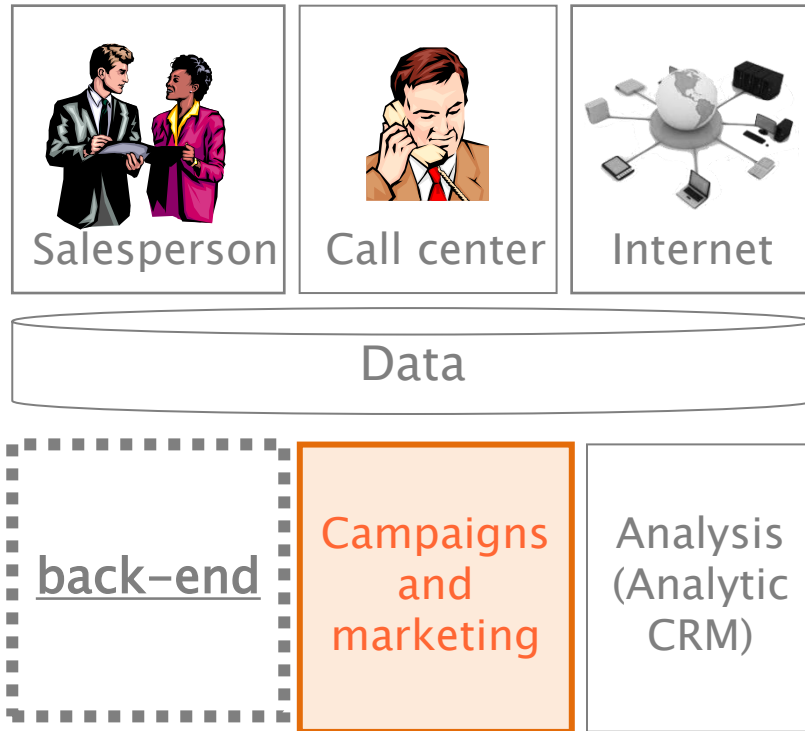 Salesperson
Call center
Internet
Data
back-end
Campaigns
and
marketing
Analysis
(Analytic
CRM)